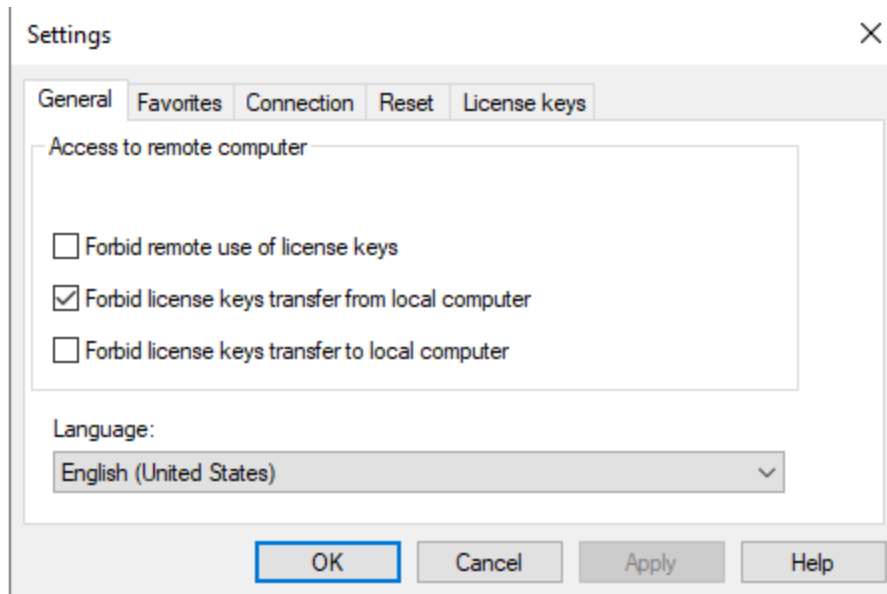 Settings
General Favorites Connection Reset License keys
Access to remote computer
Forbid remote use of license keys
Forbid license keys transfer from local computer
Forbid license keys transfer to local computer
Language:
English (United States)
OK Cancel Apply Help